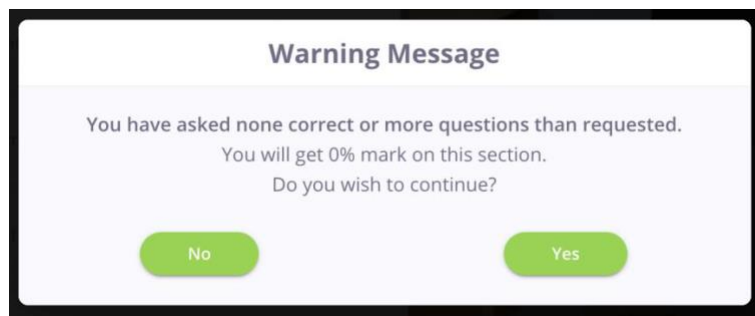 Warning Message
You have asked none correct or more questions than requested.
You will get 0% mark on this section.
Do you wish to continue?
No
Yes